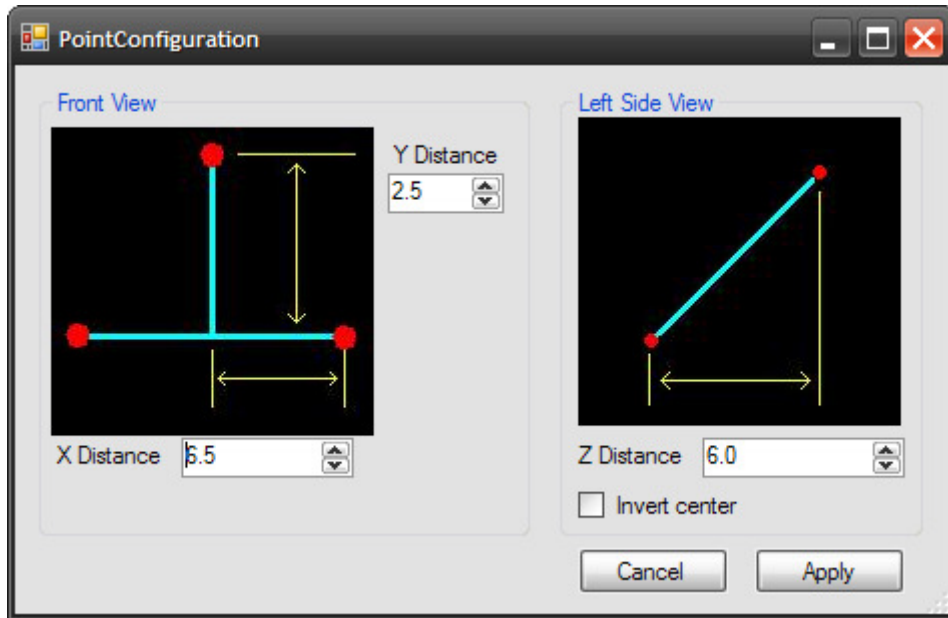 PointConfiguration
Front View
Y Distance
2.5
X Distance 6.5
Left Side View
Z Distance 6.0
Invert center
Cancel Apply